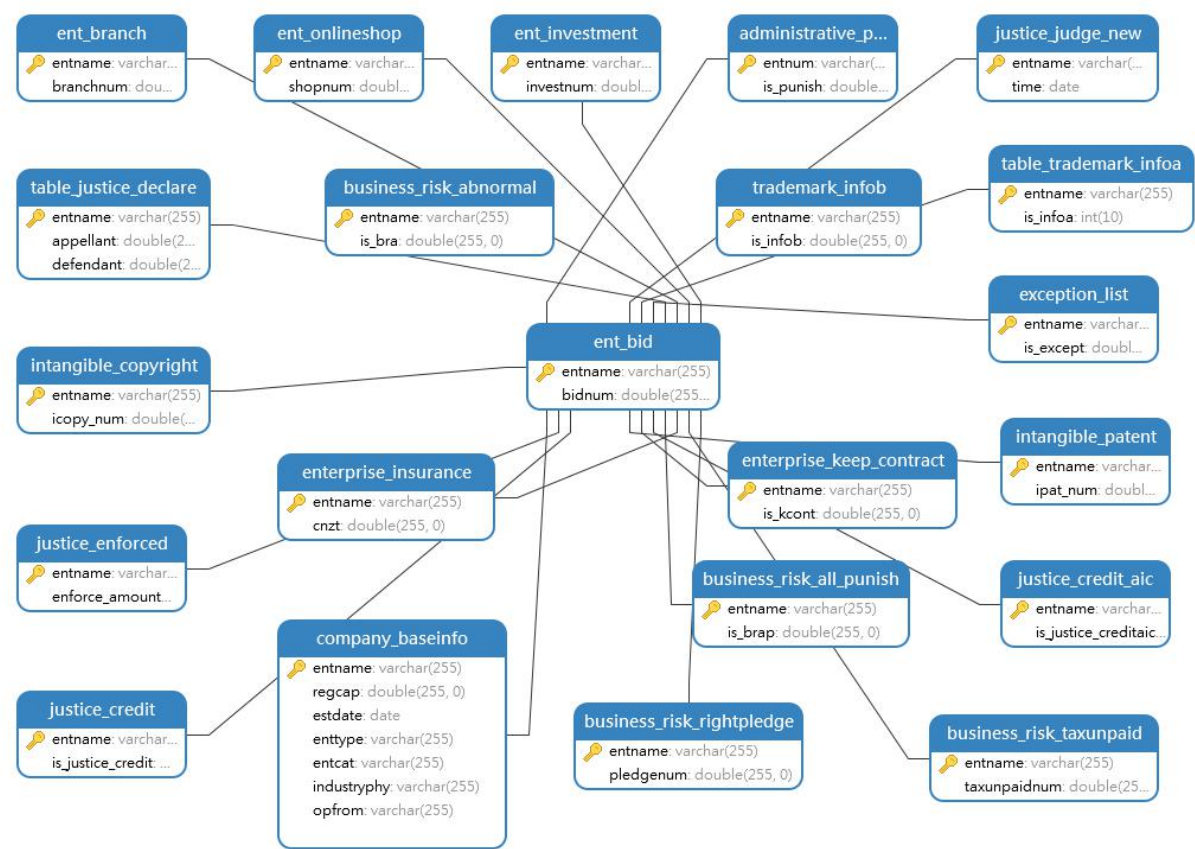 ent_branch
entname: varchar...
branchnum: dou...
ent_onlineshop
entname: varchar...
shopnum: doubl...
ent_investment
entname: varchar...
investnum: doubl...
administrative_p...
entnum: varchar(...
is_punish: double...
justice_judge_new
entname: varchar(...
time: date
table_justice_declare
entname: varchar(255)
appellant: double(2...
defendant: double(2...
business_risk_abnormal
entname: varchar(255)
is_bra: double(255, 0)
trademark_infob
entname: varchar(255)
is_infob: double(255, 0)
table_trademark_infoa
entname: varchar(255)
is_infoa: int(10)
exception_list
entname: varchar...
is_except: doubl...
ent_bid
entname: varchar(255)
bidnum: double(255...
intangible_copyright
entname: varchar(255)
icopy_num: double(...
enterprise_insurance
entname: varchar(255)
cnzt: double(255, 0)
enterprise_keep_contract
entname: varchar(255)
is_kcont: double(255, 0)
intangible_patent
entname: varchar...
ipat_num: doubl...
justice_enforced
entname: varchar...
enforce_amount...
business_risk_all_punish
entname: varchar(255)
is_brap: double(255, 0)
justice_credit_aic
entname: varchar...
is_justice_creditaic...
company_baseinfo
entname: varchar(255)
regcap: double(255, 0)
estdate: date
enttype: varchar(255)
entcat: varchar(255)
industryphy: varchar(255)
opfrom: varchar(255)
justice_credit
entname: varchar...
is_justice_credit: ...
business_risk_rightpledge
entname: varchar(255)
pledgenum: double(255, 0)
business_risk_taxunpaid
entname: varchar(255)
taxunpaidnum: double(25...